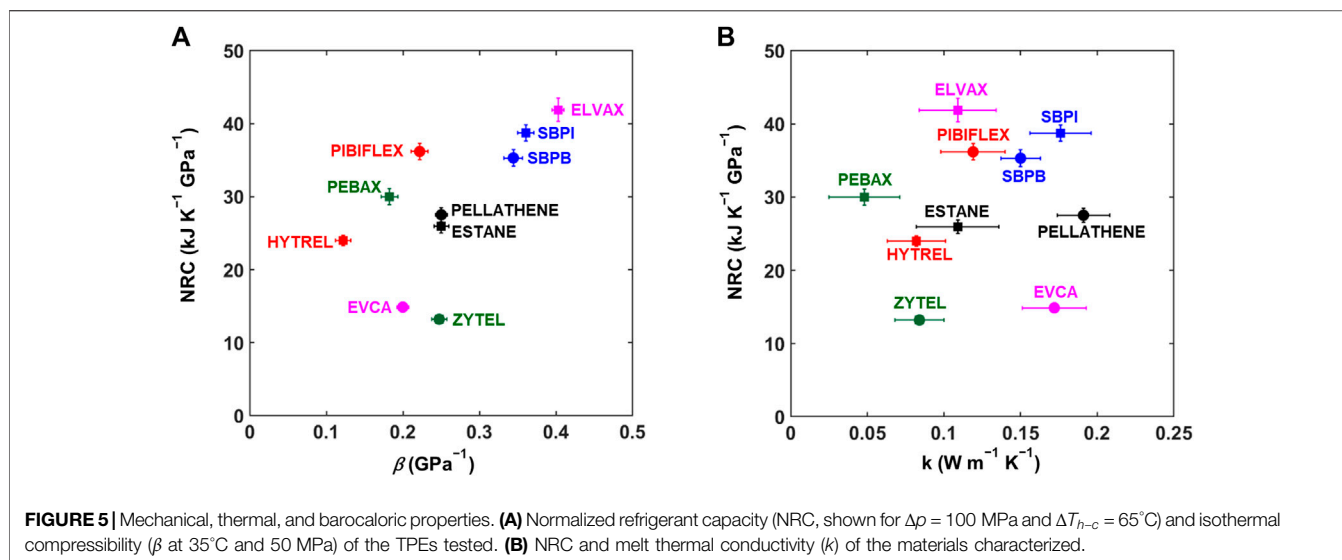 A
50
40
30
20
10
0
NRC (kJ K⁻¹ GPa⁻¹)
ELVAX
SBPI
PIBIFLEX
SBPB
PEBAX
PELLATHENE
ESTANE
HYTREL
EVCA
ZYTEL
0 0.1 0.2 0.3 0.4 0.5
β (GPa⁻¹)
B
50
40
30
20
10
0
NRC (kJ K⁻¹ GPa⁻¹)
ELVAX
SBPI
PIBIFLEX
SBPB
PEBAX
ESTANE
PELLATHENE
HYTREL
EVCA
ZYTEL
0 0.05 0.1 0.15 0.2 0.25
k (W m⁻¹ K⁻¹)
FIGURE 5 | Mechanical, thermal, and barocaloric properties. (A) Normalized refrigerant capacity (NRC, shown for Δp = 100 MPa and ΔTh−c = 65°C) and isothermal
compressibility (β at 35°C and 50 MPa) of the TPEs tested. (B) NRC and melt thermal conductivity (k) of the materials characterized.